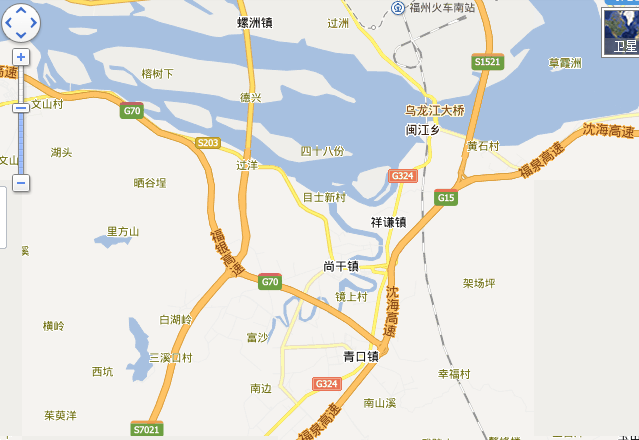 螺洲镇
过洲
福州火车南站
卫星
S1521
草霞洲
高速
榕树下
文山村
G70
德兴
乌龙江大桥
闽江乡
沈海高速
S203
黄石村
福泉高速
湖头
过洋
四十八份
文山
晒谷埕
G324
目士新村
G15
祥谦镇
里方山
福银高速
溪
尚干镇
G70
架场坪
镜上村
沈海高速
横岭
白湖岭
富沙
三溪口村
青口镇
西坑
幸福村
南边
G324
南山溪
茱萸洋
S7021
福泉高速